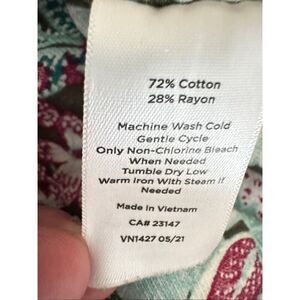 72% Cotton
28% Rayon
Machine Wash Cold
Gentle Cycle
Only Non-Chlorine Bleach
When Needed
Tumble Dry Low
Warm Iron With Steam If
Needed
Made in Vietnam
CA# 23147
VN1427 05/21